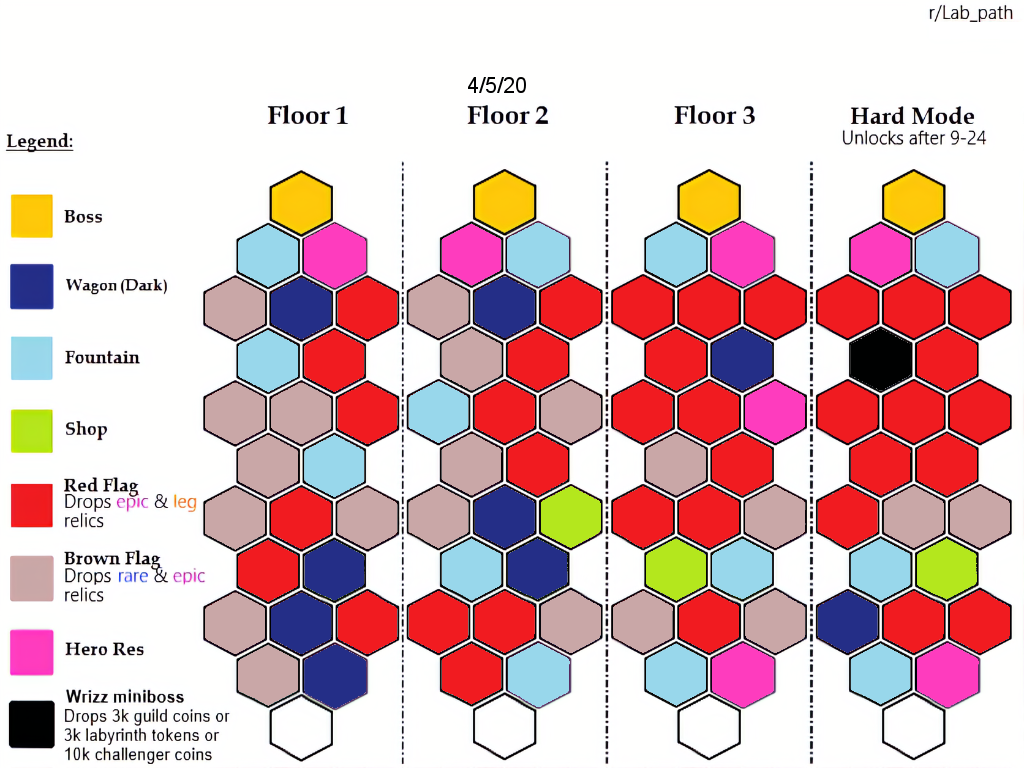 r/Lab_path
4/5/20
Floor 1
Floor 2
Floor 3
Hard Mode
Unlocks after 9-24
Legend:
Boss
Wagon (Dark)
Fountain
Shop
Red Flag
Drops epic & leg
relics
Brown Flag
Drops rare & epic
relics
Hero Res
Wrizz miniboss
Drops 3k guild coins or
3k labyrinth tokens or
10k challenger coins